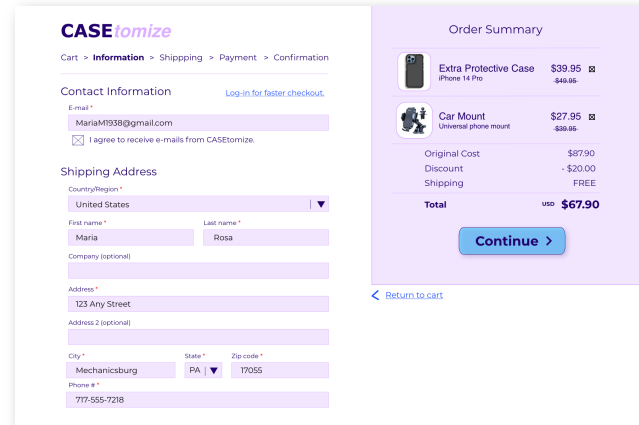 CASEtomize
Cart > Information > Shippping > Payment > Confirmation
Contact Information
Log-in for faster checkout.
E-mail *
MariaM1938@gmail.com
I agree to receive e-mails from CASEtomize.
Shipping Address
Country/Region *
United States
First name * Last name *
Maria Rosa
Company (optional)
Address *
123 Any Street
Address 2 (optional)
City * State * Zip code *
Mechanicsburg PA 17055
Phone # *
717-555-7218
Order Summary
Extra Protective Case $39.95
iPhone 14 Pro $49.95
Car Mount $27.95
Universal phone mount $39.95
Original Cost $87.90
Discount - $20.00
Shipping FREE
Total USD $67.90
Continue >
Return to cart